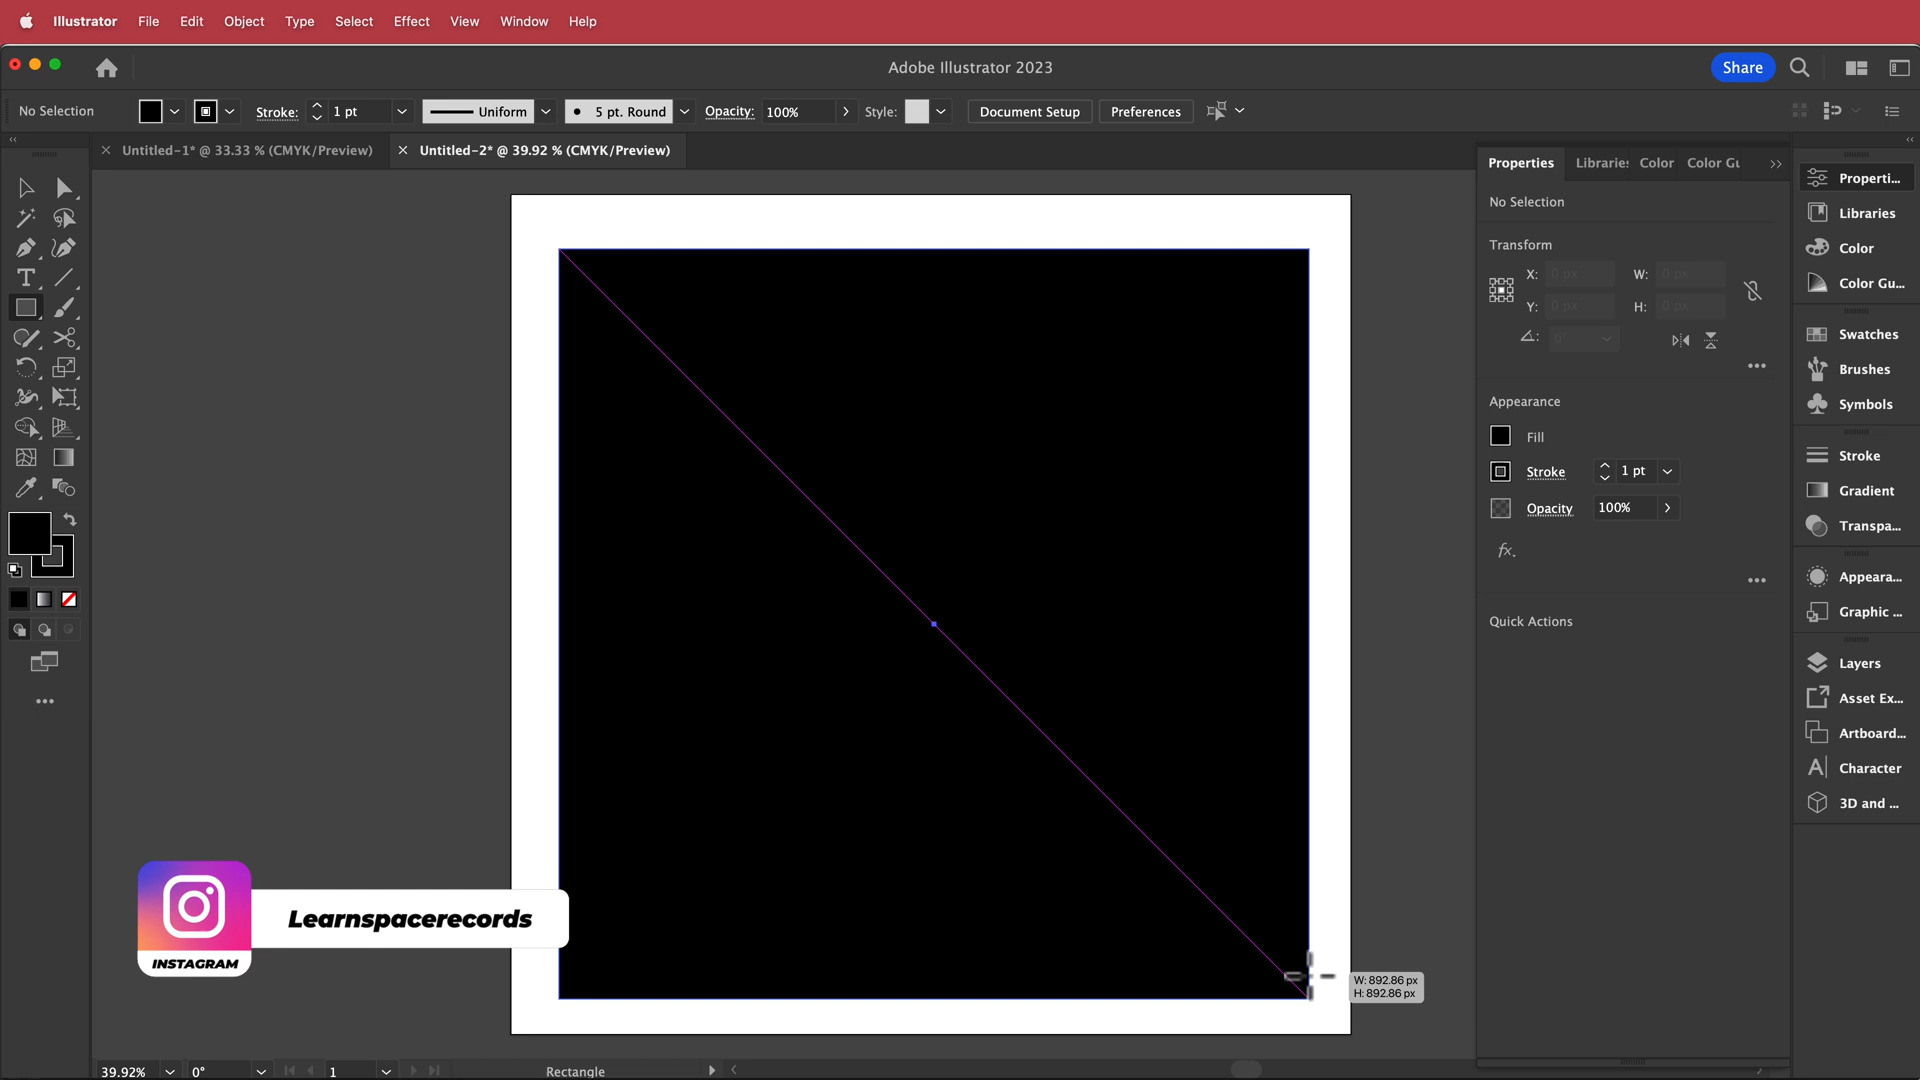 Illustrator File Edit Object Type Select Effect View Window Help
Adobe Illustrator 2023
Share
No Selection
Stroke: 1 pt Uniform 5 pt. Round Opacity: 100% Style: Document Setup Preferences
Untitled-1* @ 33.33 % (CMYK/Preview) Untitled-2* @ 39.92 % (CMYK/Preview)
Properties Libraries Color Color Gu
No Selection
Transform
X: 0 px W: 0 px
Y: 0 px H: 0 px
0°
Appearance
Fill
Stroke 1 pt
Opacity 100%
fx.
Quick Actions
Properti...
Libraries
Color
Color Gu...
Swatches
Brushes
Symbols
Stroke
Gradient
Transpa...
Appeara...
Graphic ...
Layers
Asset Ex...
Artboard...
Character
3D and ...
Learnspacerecords
INSTAGRAM
W: 892.86 px
H: 892.86 px
39.92% 0° 1 Rectangle